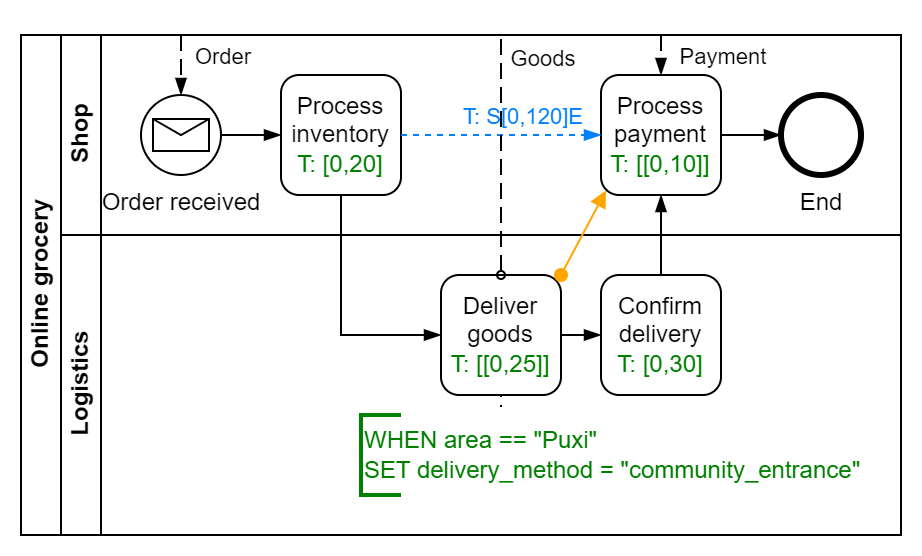 Online grocery
Shop
Logistics
Order
Goods
Payment
Order received
Process
inventory
T: [0,20]
T: S[0,120]E
Process
payment
T: [[0,10]]
End
Deliver
goods
T: [[0,25]]
Confirm
delivery
T: [0,30]
WHEN area == "Puxi"
SET delivery_method = "community_entrance"